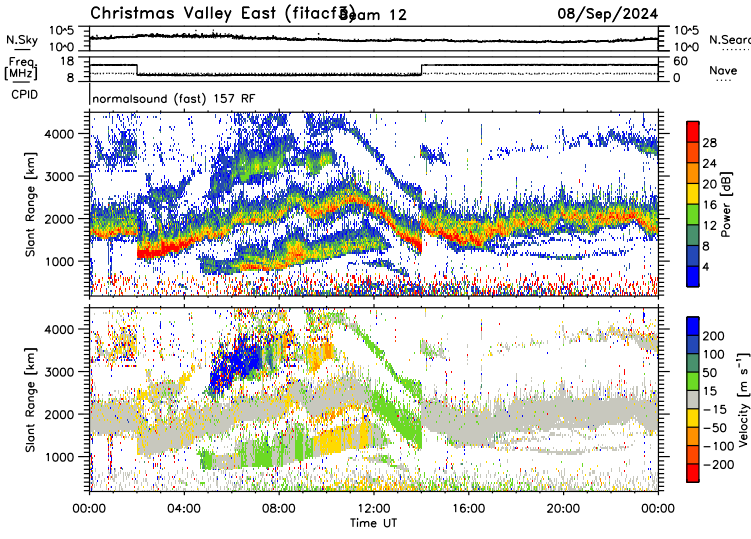 Christmas Valley East (fitacf3) Beam 12 08/Sep/2024
N.Sky 10^5 10^0 10^5 10^0 N.Searc
Freq. [MHz] 18 8 60 0 Nave
CPID normalsound (fast) 157 RF
Slant Range [km] 4000 3000 2000 1000
28 24 20 16 12 8 4 Power [dB]
Slant Range [km] 4000 3000 2000 1000
200 100 50 15 -15 -50 -100 -200 Velocity [m s^-1]
00:00 04:00 08:00 12:00 16:00 20:00 00:00
Time UT